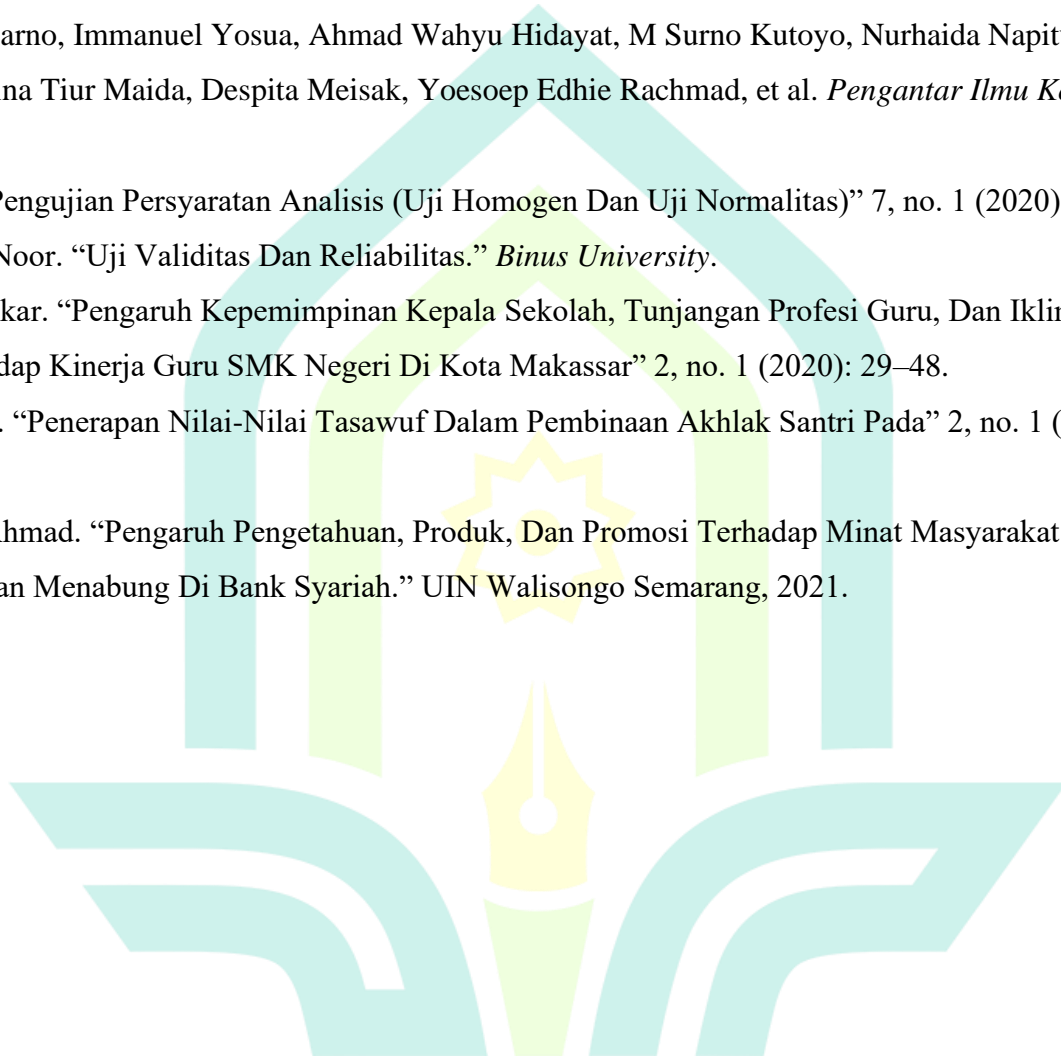 arno, Immanuel Yosua, Ahmad Wahyu Hidayat, M Surno Kutoyo, Nurhaida
na Tiur Maida, Despita Meisak, Yoesoep Edhie Rachmad, et al. Pengantar Ilmu
Pengujian Persyaratan Analisis (Uji Homogen Dan Uji Normalitas)” 7, no. 1 (2020)
Noor. “Uji Validitas Dan Reliabilitas.” Binus University.
kar. “Pengaruh Kepemimpinan Kepala Sekolah, Tunjangan Profesi Guru, Dan
dap Kinerja Guru SMK Negeri Di Kota Makassar” 2, no. 1 (2020): 29–48.
. “Penerapan Nilai-Nilai Tasawuf Dalam Pembinaan Akhlak Santri Pada” 2, no. 1 (
Ahmad. “Pengaruh Pengetahuan, Produk, Dan Promosi Terhadap Minat Masyarakat
an Menabung Di Bank Syariah.” UIN Walisongo Semarang, 2021.